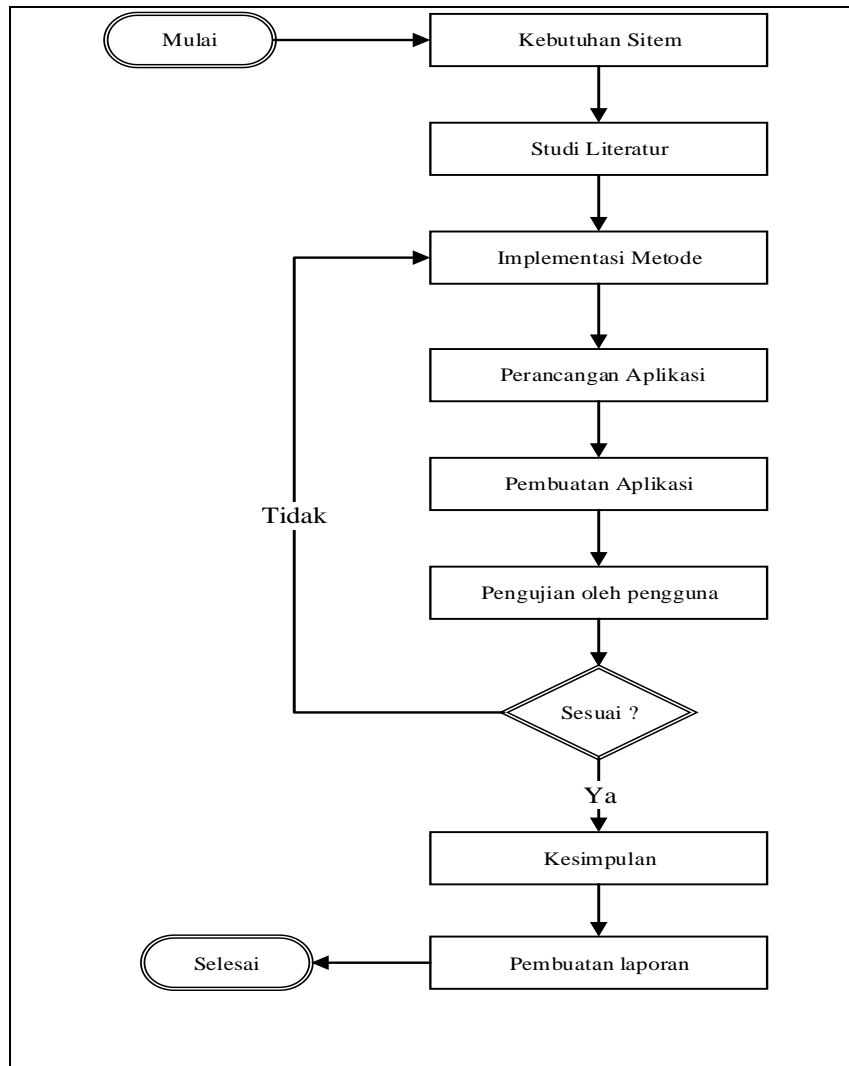 Mulai
Kebutuhan Sitem
Studi Literatur
Implementasi Metode
Perancangan Aplikasi
Pembuatan Aplikasi
Tidak
Pengujian oleh pengguna
Sesuai ?
Ya
Kesimpulan
Selesai
Pembuatan laporan